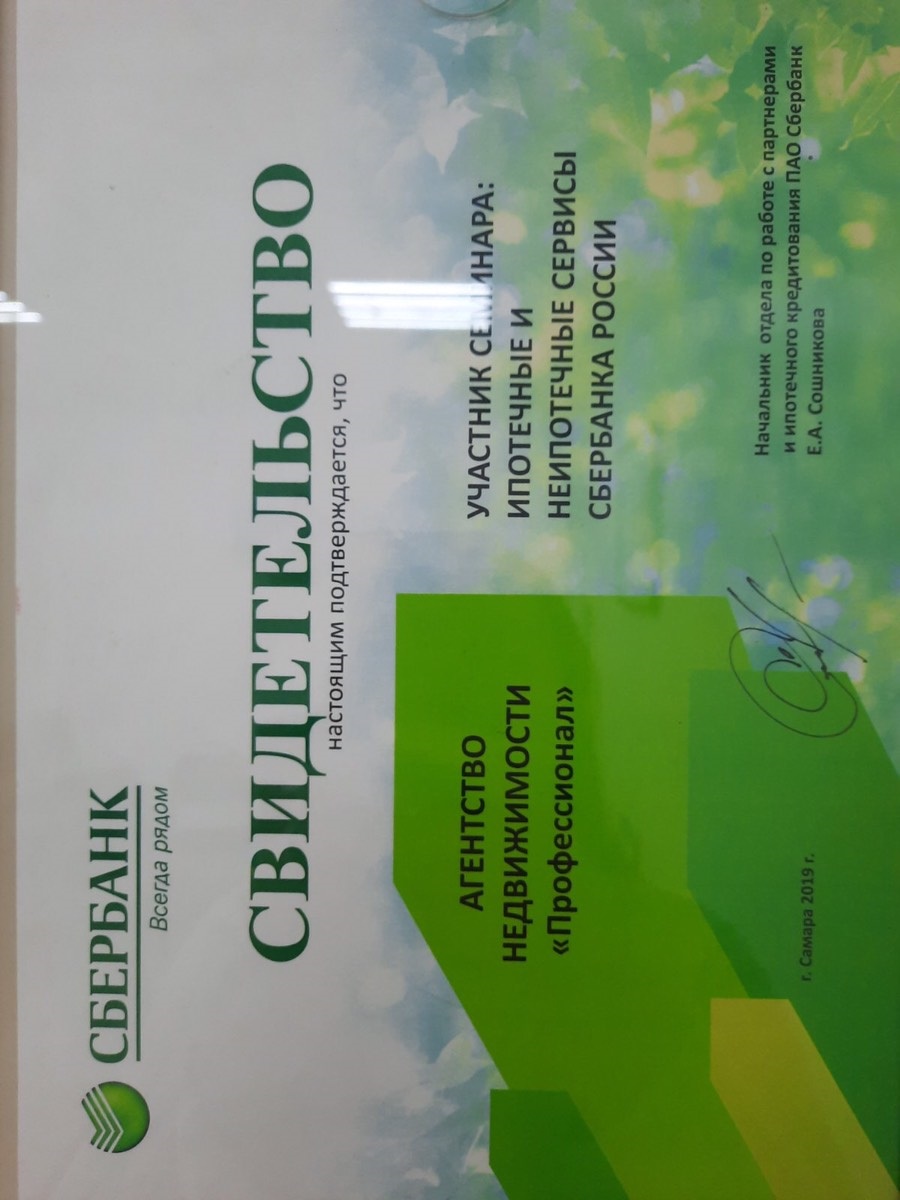 СБЕРБАНК
Всегда рядом
СВИДЕТЕЛЬСТВО
настоящим подтверждается, что
АГЕНТСТВО
НЕДВИЖИМОСТИ
«Профессионал»
УЧАСТНИК СЕМИНАРА:
ИПОТЕЧНЫЕ И
НЕИПОТЕЧНЫЕ СЕРВИСЫ
СБЕРБАНКА РОССИИ
г. Самара 2019 г.
Начальник отдела по работе с партнерами
и ипотечного кредитования ПАО Сбербанк
Е.А. Сошникова